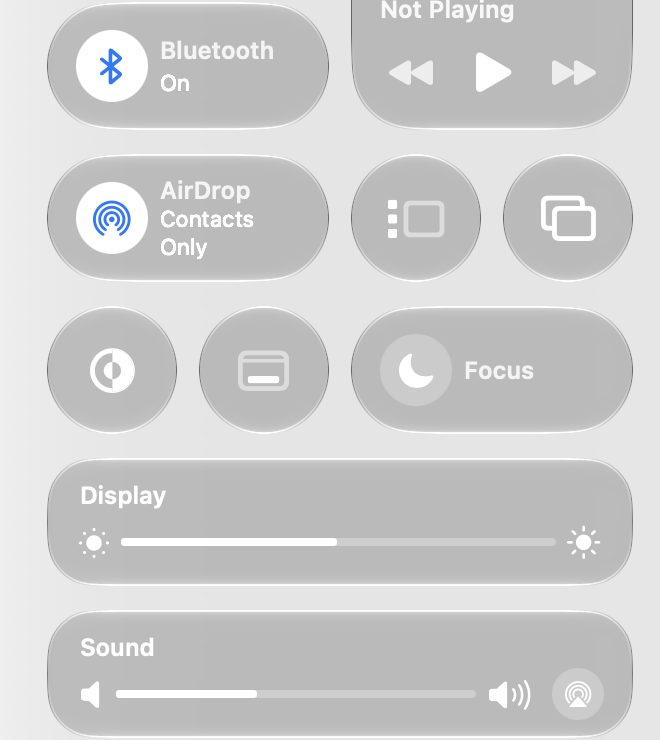 Not Playing
Bluetooth
On
AirDrop
Contacts
Only
Focus
Display
Sound